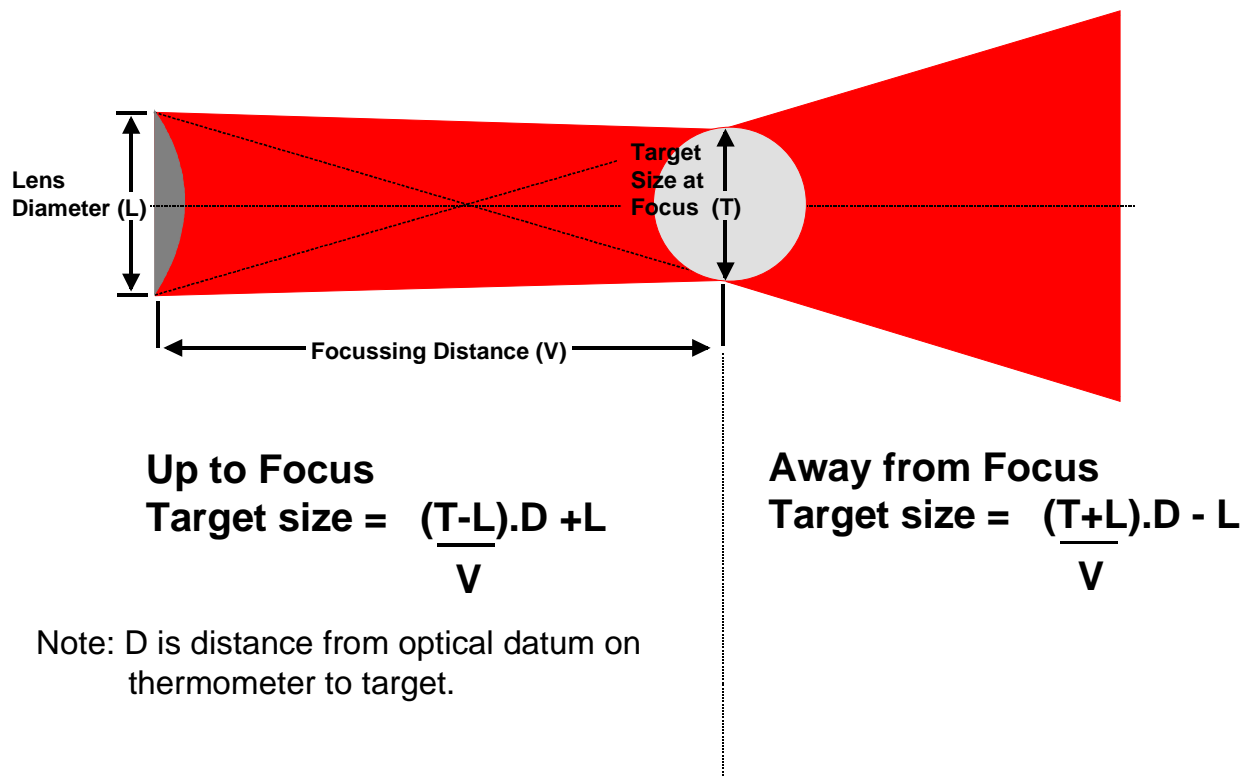 Lens
Diameter (L)
Target
Size at
Focus (T)
Focussing Distance (V)
Up to Focus
Target size = (T-L).D +L
V
Away from Focus
Target size = (T+L).D - L
V
Note: D is distance from optical datum on
thermometer to target.